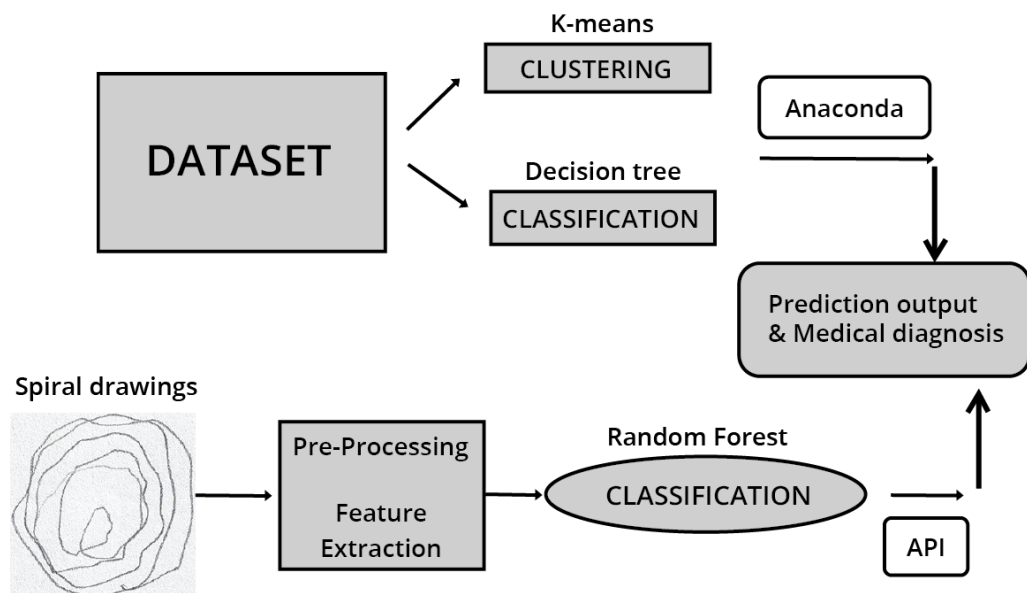 K-means
CLUSTERING
DATASET
Anaconda
Decision tree
CLASSIFICATION
Prediction output
& Medical diagnosis
Spiral drawings
Pre-Processing
Feature
Extraction
Random Forest
CLASSIFICATION
API